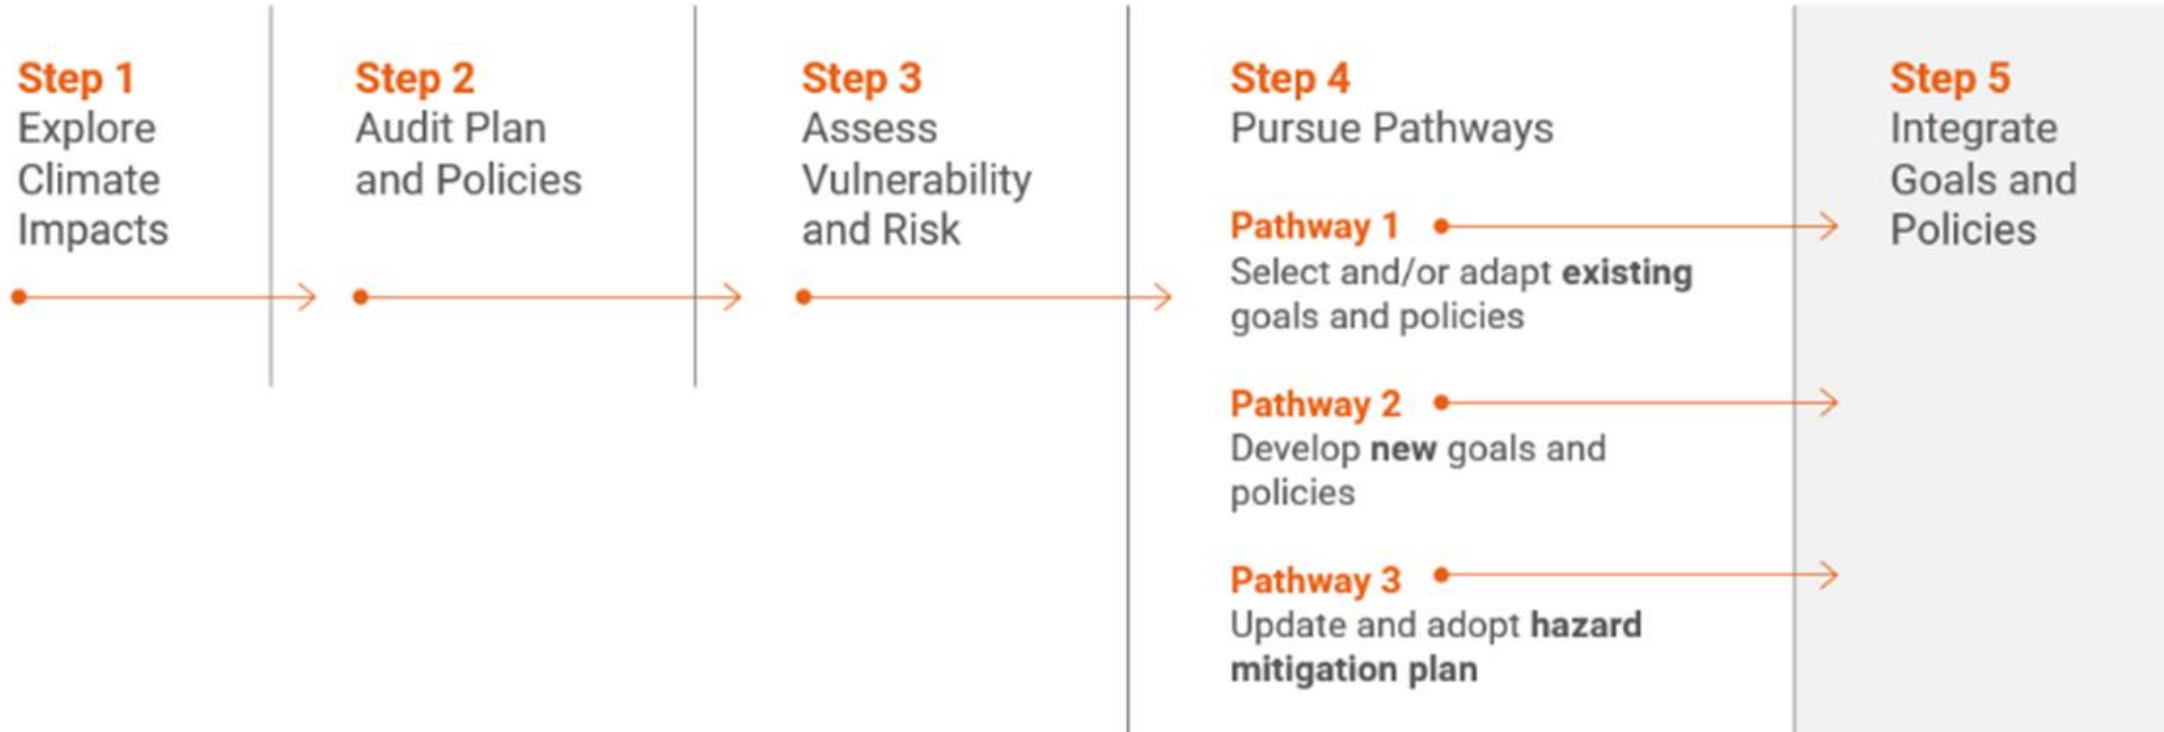 Step 1
Explore
Climate
Impacts
Step 2
Audit Plan
and Policies
Step 3
Assess
Vulnerability
and Risk
Step 4
Pursue Pathways
Pathway 1
Select and/or adapt existing
goals and policies
Pathway 2
Develop new goals and
policies
Pathway 3
Update and adopt hazard
mitigation plan
Step 5
Integrate
Goals and
Policies